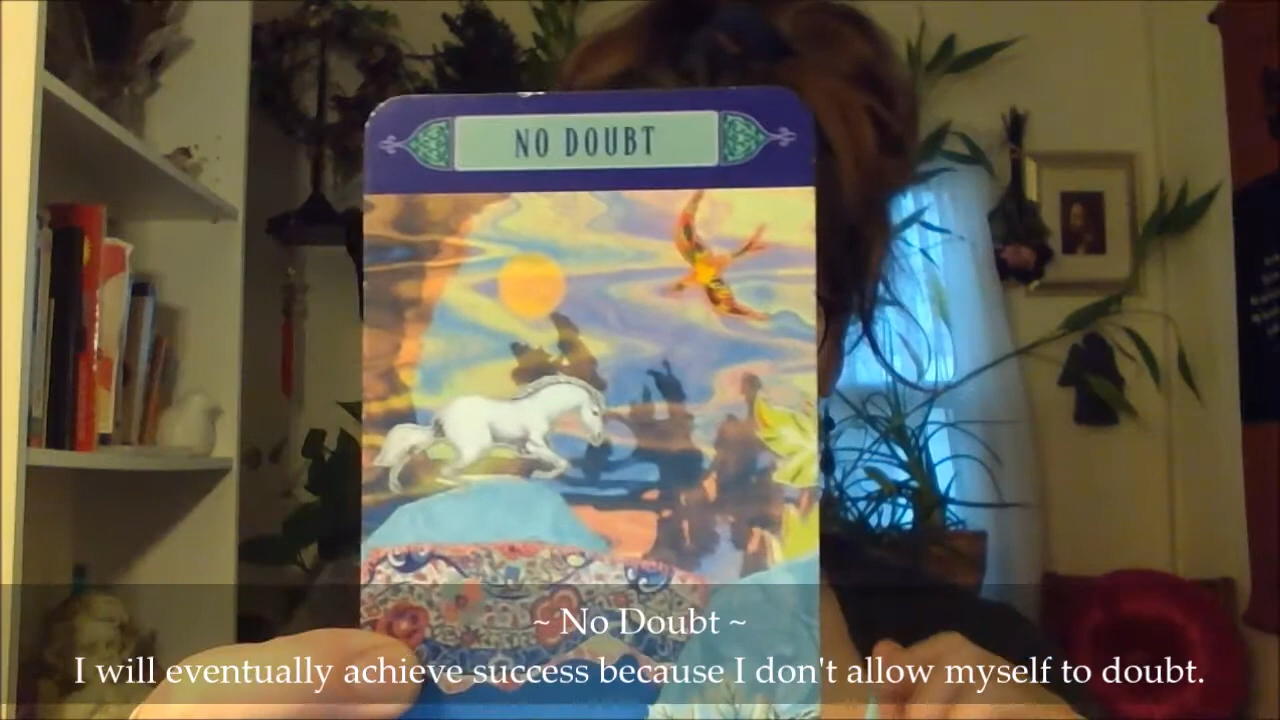 NO DOUBT
~ No Doubt ~
I will eventually achieve success because I don't allow myself to doubt.